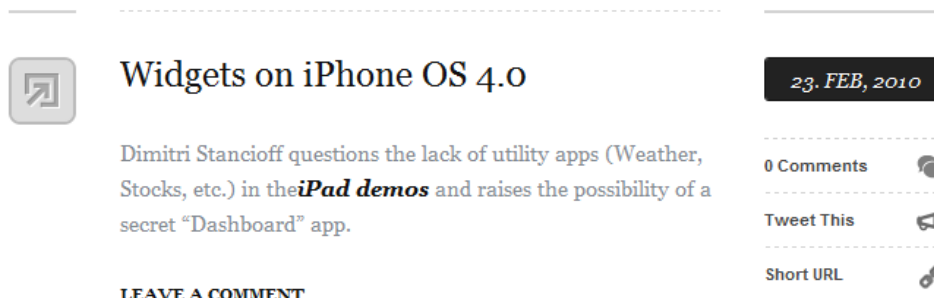 Widgets on iPhone OS 4.0
Dimitri Stancioff questions the lack of utility apps (Weather,
Stocks, etc.) in theiPad demos and raises the possibility of a
secret “Dashboard” app.
LEAVE A COMMENT
23. FEB, 2010
0 Comments
Tweet This
Short URL